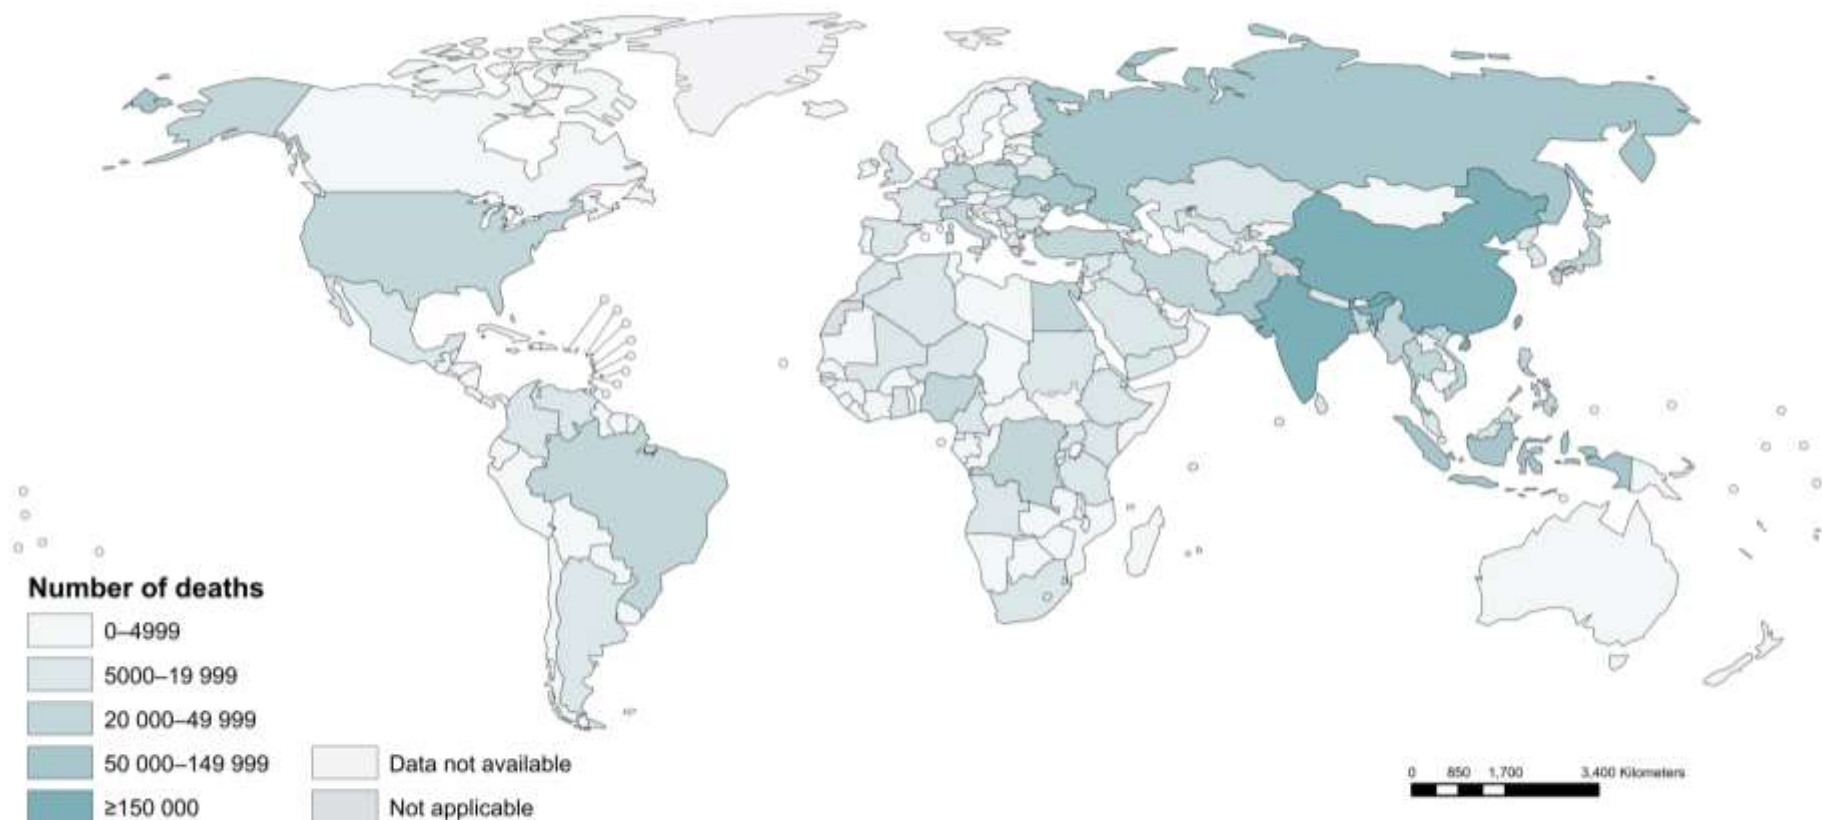 Number of deaths
0–4999
5000–19 999
20 000–49 999
50 000–149 999
≥150 000
Data not available
Not applicable
0 850 1,700 3,400 Kilometers